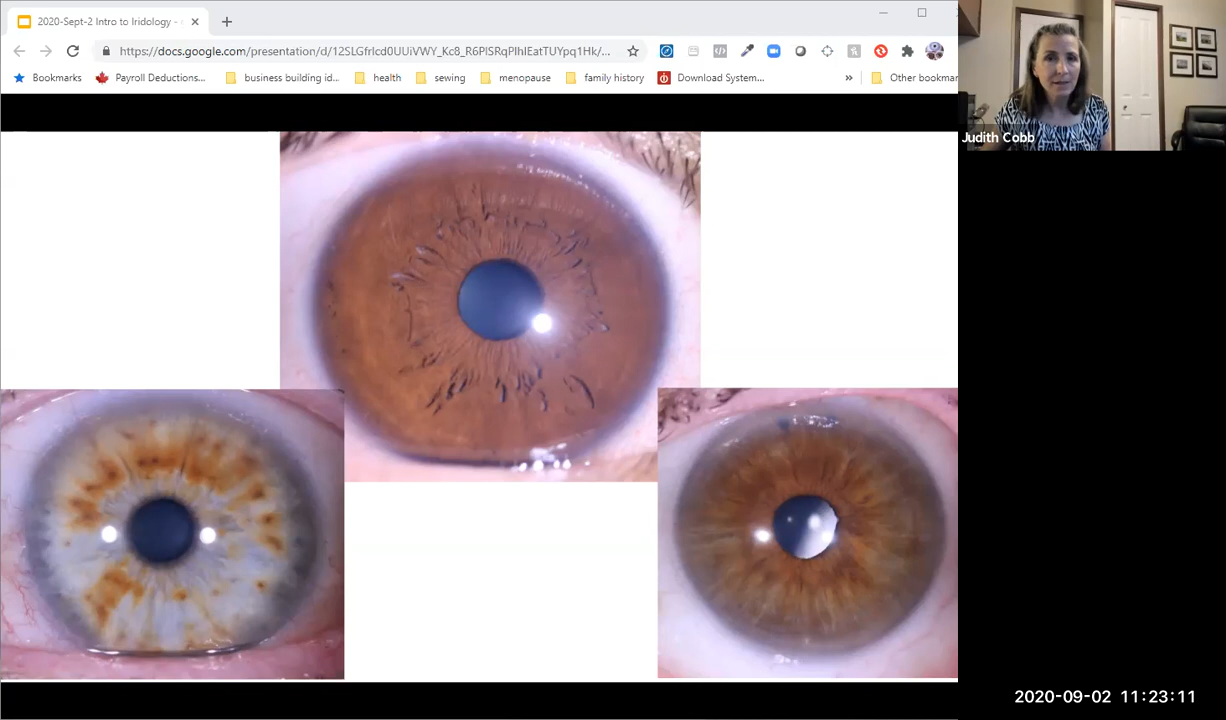 2020-Sept-2 Intro to Iridology -
https://docs.google.com/presentation/d/12SLGfrIcd0UUiVWY_Kc8_R6PlSRqPlhIEatTUYpq1Hk/...
Bookmarks Payroll Deductions... business building id... health sewing menopause family history Download System... » Other bookmar
Judith Cobb
2020-09-02 11:23:11